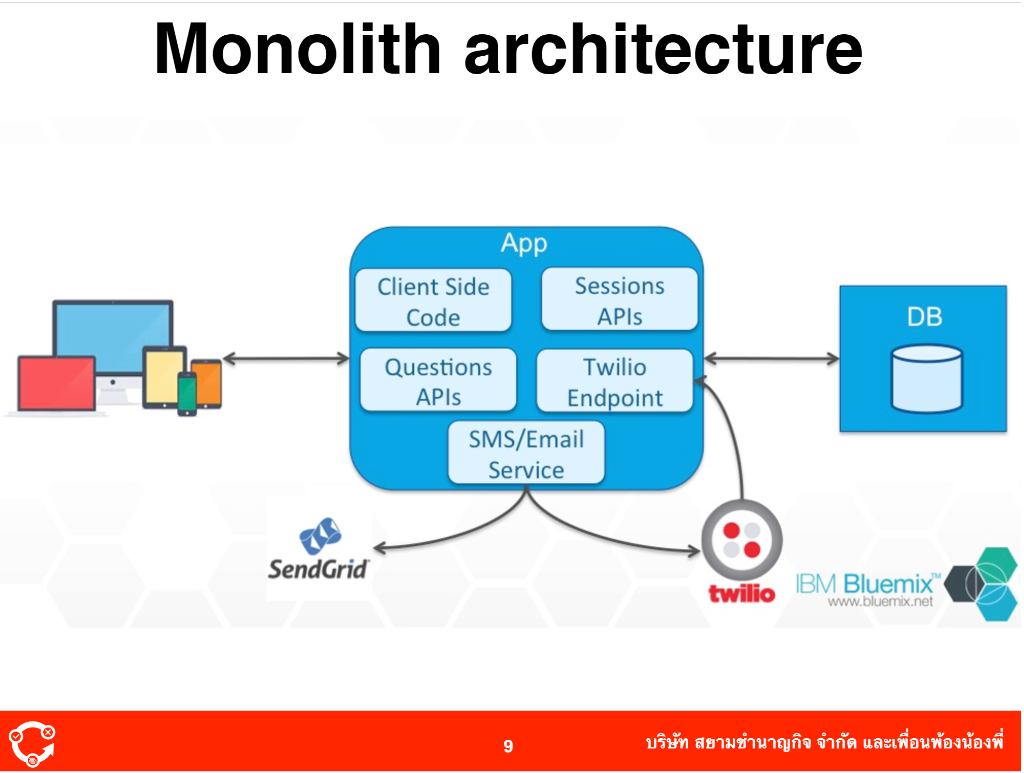 Monolith architecture
App
Client Side
Code
Sessions
APIs
Questions
APIs
Twilio
Endpoint
SMS/Email
Service
DB
SendGrid
twilio
IBM Bluemix™
www.bluemix.net
9
บริษัท สยามชำนาญกิจ จำกัด และเพื่อนพ้องน้องพี่